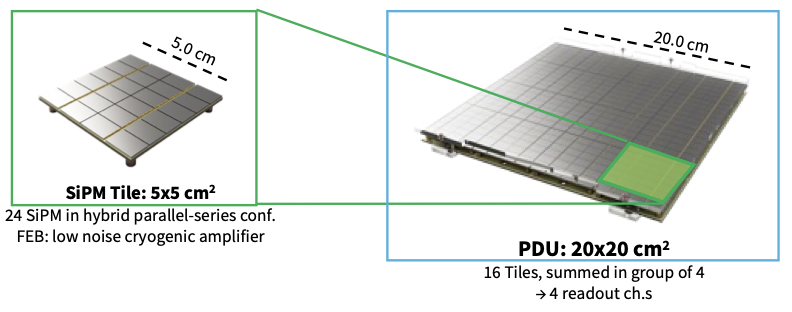 5.0 cm
SiPM Tile: 5x5 cm²
24 SiPM in hybrid parallel-series conf.
FEB: low noise cryogenic amplifier
20.0 cm
PDU: 20x20 cm²
16 Tiles, summed in group of 4
→ 4 readout ch.s